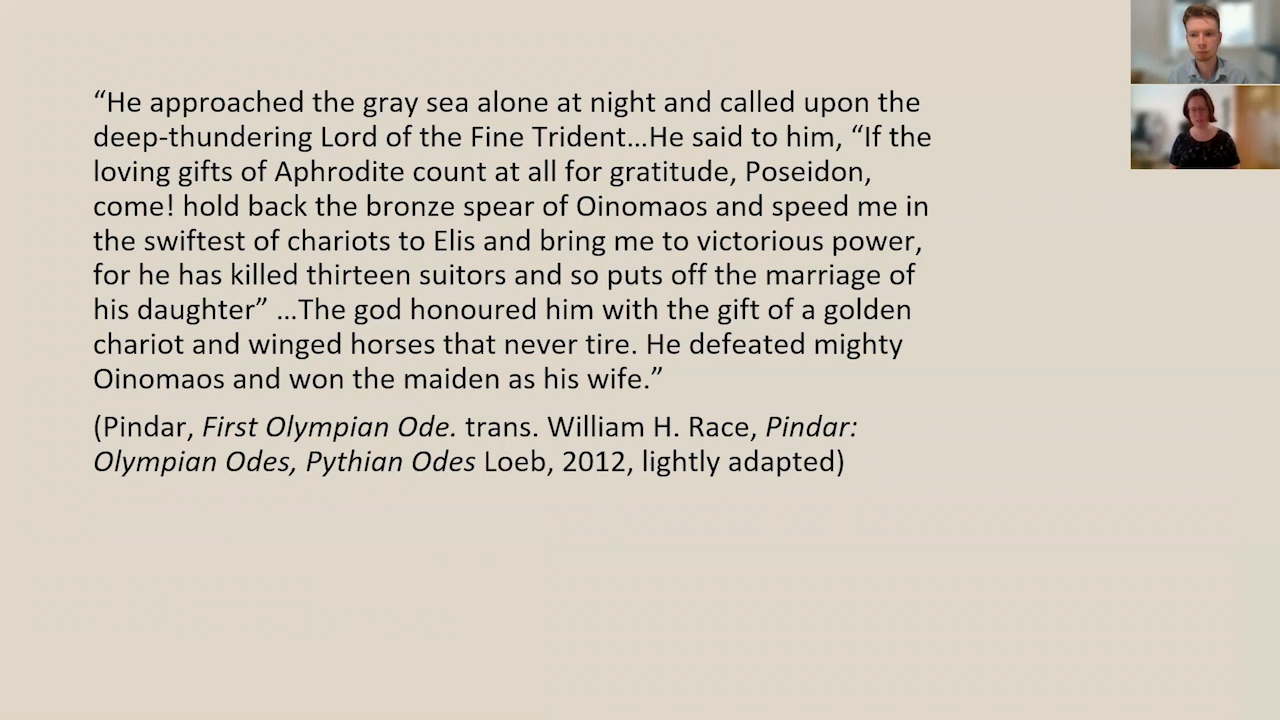 “He approached the gray sea alone at night and called upon the
deep-thundering Lord of the Fine Trident...He said to him, “If the
loving gifts of Aphrodite count at all for gratitude, Poseidon,
come! hold back the bronze spear of Oinomaos and speed me in
the swiftest of chariots to Elis and bring me to victorious power,
for he has killed thirteen suitors and so puts off the marriage of
his daughter” ...The god honoured him with the gift of a golden
chariot and winged horses that never tire. He defeated mighty
Oinomaos and won the maiden as his wife.”
(Pindar, First Olympian Ode. trans. William H. Race, Pindar:
Olympian Odes, Pythian Odes Loeb, 2012, lightly adapted)